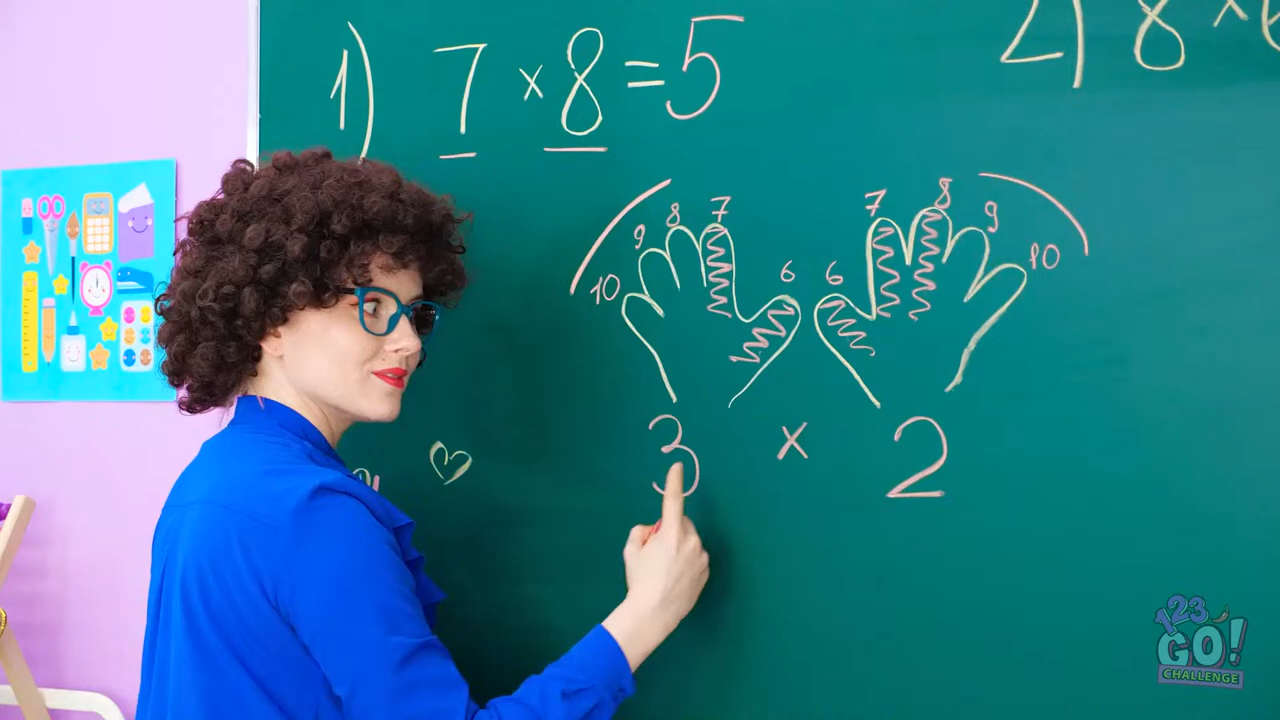 1) 7 × 8 = 5
2) 8 ×
10 9 8 7 6 6 7 8 9 10
3 × 2
123
GO!
CHALLENGE